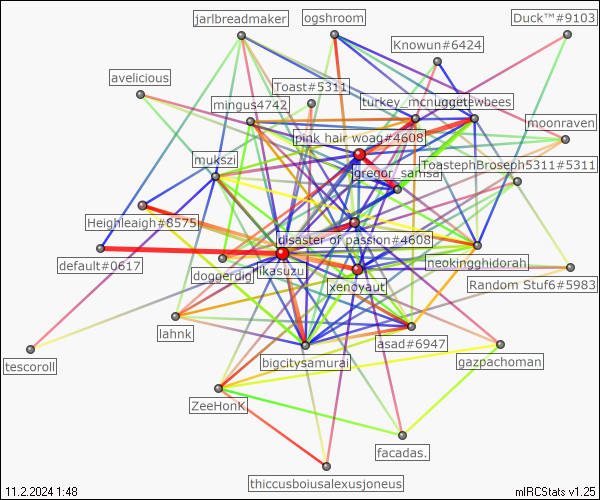 jarlbreadmaker
ogshroom
Duck™#9103
Knowun#6424
avelicious
Toast#5311
mingus4742
turkey_mcnuggetewbees
moonraven
pink hair woag#4608
mukszi
gregor_samsa
ToastephBroseph5311#5311
Heighleaigh#8575
disaster of passion#4608
default#0617
doggerdig
likasuzu
neokingghidorah
xenoyaut
Random Stuf6#5983
lahnk
asad#6947
tescoroll
bigcitysamurai
gazpachoman
ZeeHonK
facadas.
thiccusboiusalexusjoneus
11.2.2024 1:48
mIRCStats v1.25